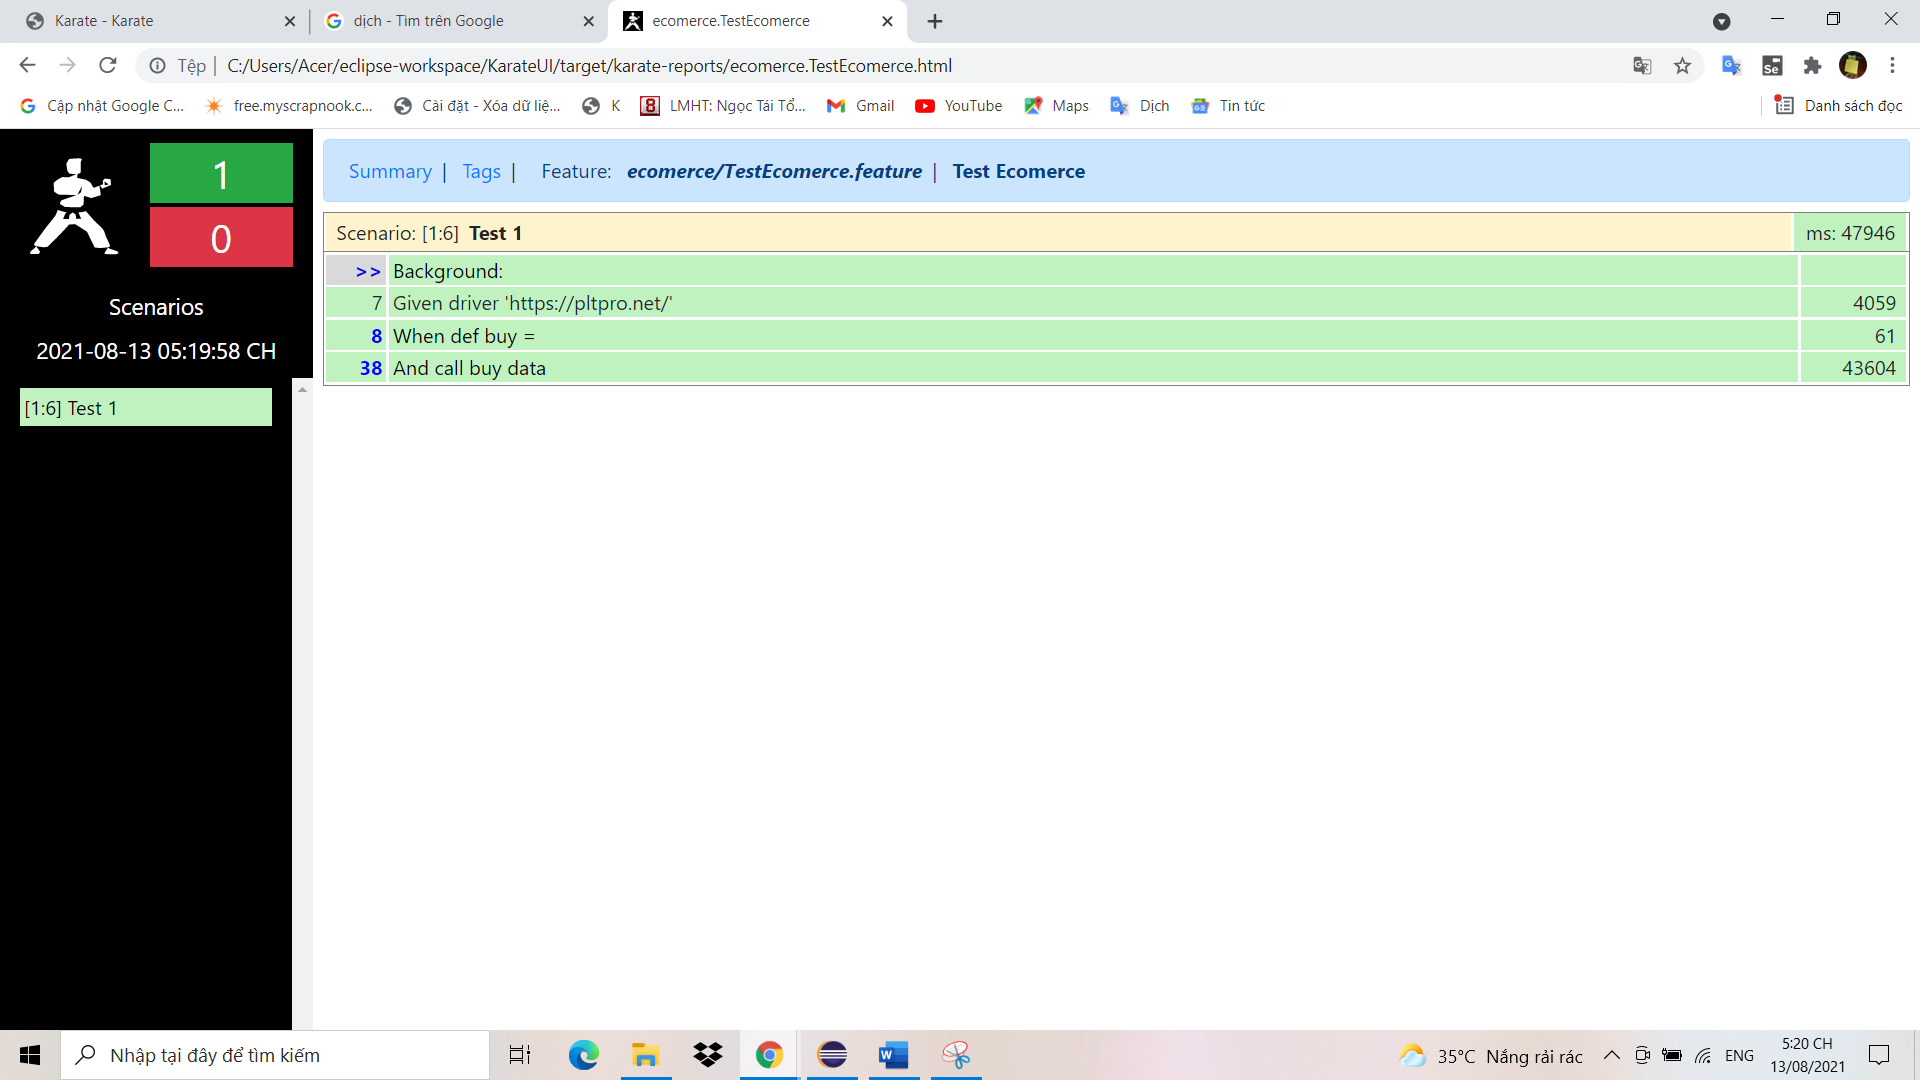 Karate - Karate
dịch - Tìm trên Google
ecomerce.TestEcomerce
Tệp
C:/Users/Acer/eclipse-workspace/KarateUI/target/karate-reports/ecomerce.TestEcomerce.html
Cập nhật Google C...
free.myscrapnook.c...
Cài đặt - Xóa dữ liệ...
K
LMHT: Ngọc Tái Tổ...
Gmail
YouTube
Maps
Dịch
Tin tức
Danh sách đọc
1
0
Scenarios
2021-08-13 05:19:58 CH
[1:6] Test 1
Summary | Tags | Feature: ecomerce/TestEcomerce.feature | Test Ecomerce
Scenario: [1:6] Test 1 ms: 47946
>> Background:
7 Given driver 'https://pltpro.net/' 4059
8 When def buy = 61
38 And call buy data 43604
Nhập tại đây để tìm kiếm
35°C Nắng rải rác
ENG
5:20 CH
13/08/2021